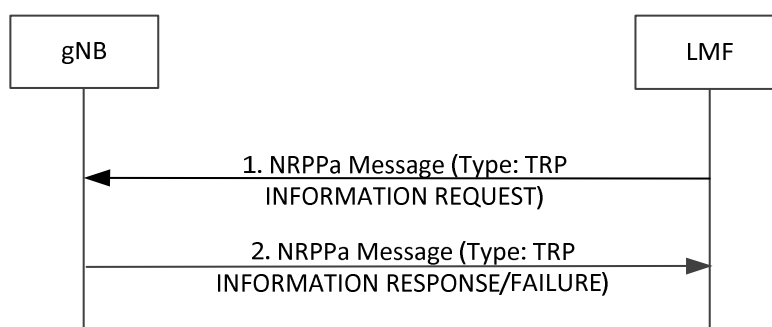 gNB
LMF
1. NRPPa Message (Type: TRP
INFORMATION REQUEST)
2. NRPPa Message (Type: TRP
INFORMATION RESPONSE/FAILURE)